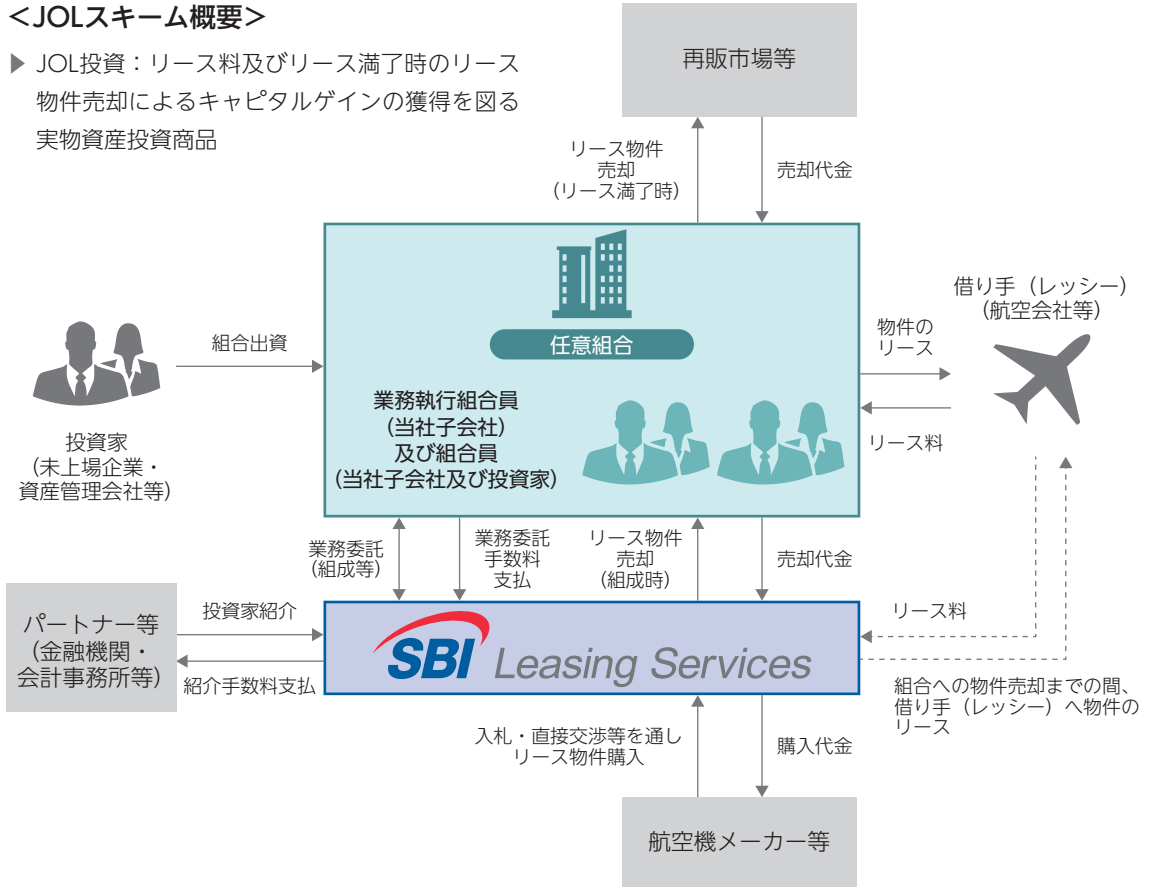 ＜JOLスキーム概要＞
▶ JOL投資：リース料及びリース満了時のリース
物件売却によるキャピタルゲインの獲得を図る
実物資産投資商品
再販市場等
リース物件
売却
(リース満了時)
売却代金
任意組合
業務執行組合員
(当社子会社)
及び組合員
(当社子会社及び投資家)
組合出資
投資家
(未上場企業・
資産管理会社等)
借り手（レッシー）
(航空会社等)
物件の
リース
リース料
業務委託
(組成等)
業務委託
手数料
支払
リース物件
売却
(組成時)
売却代金
パートナー等
(金融機関・
会計事務所等)
投資家紹介
紹介手数料支払
SBI Leasing Services
リース料
組合への物件売却までの間、
借り手（レッシー）へ物件の
リース
入札・直接交渉等を通し
リース物件購入
購入代金
航空機メーカー等